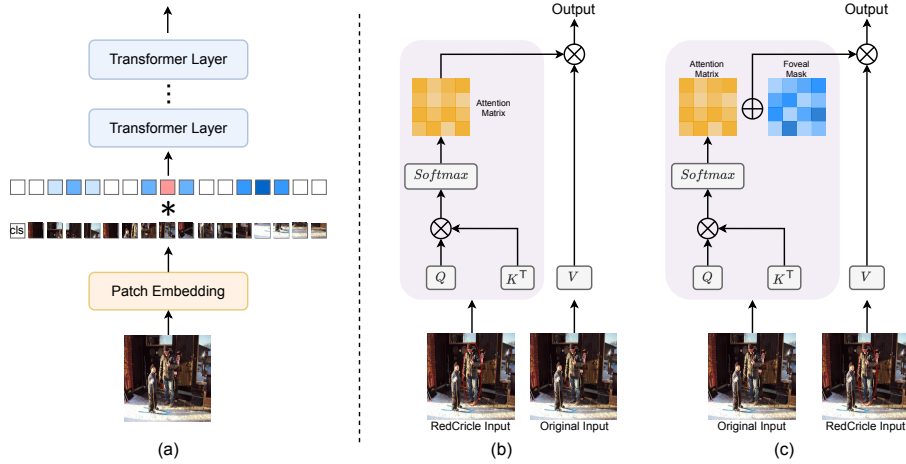 Transformer Layer
Transformer Layer
*
cls
Patch Embedding
(a)
Output
Attention
Matrix
Softmax
Q
K⊤
V
RedCricle Input
Original Input
(b)
Output
Attention
Matrix
Foveal
Mask
Softmax
Q
K⊤
V
Original Input
RedCricle Input
(c)